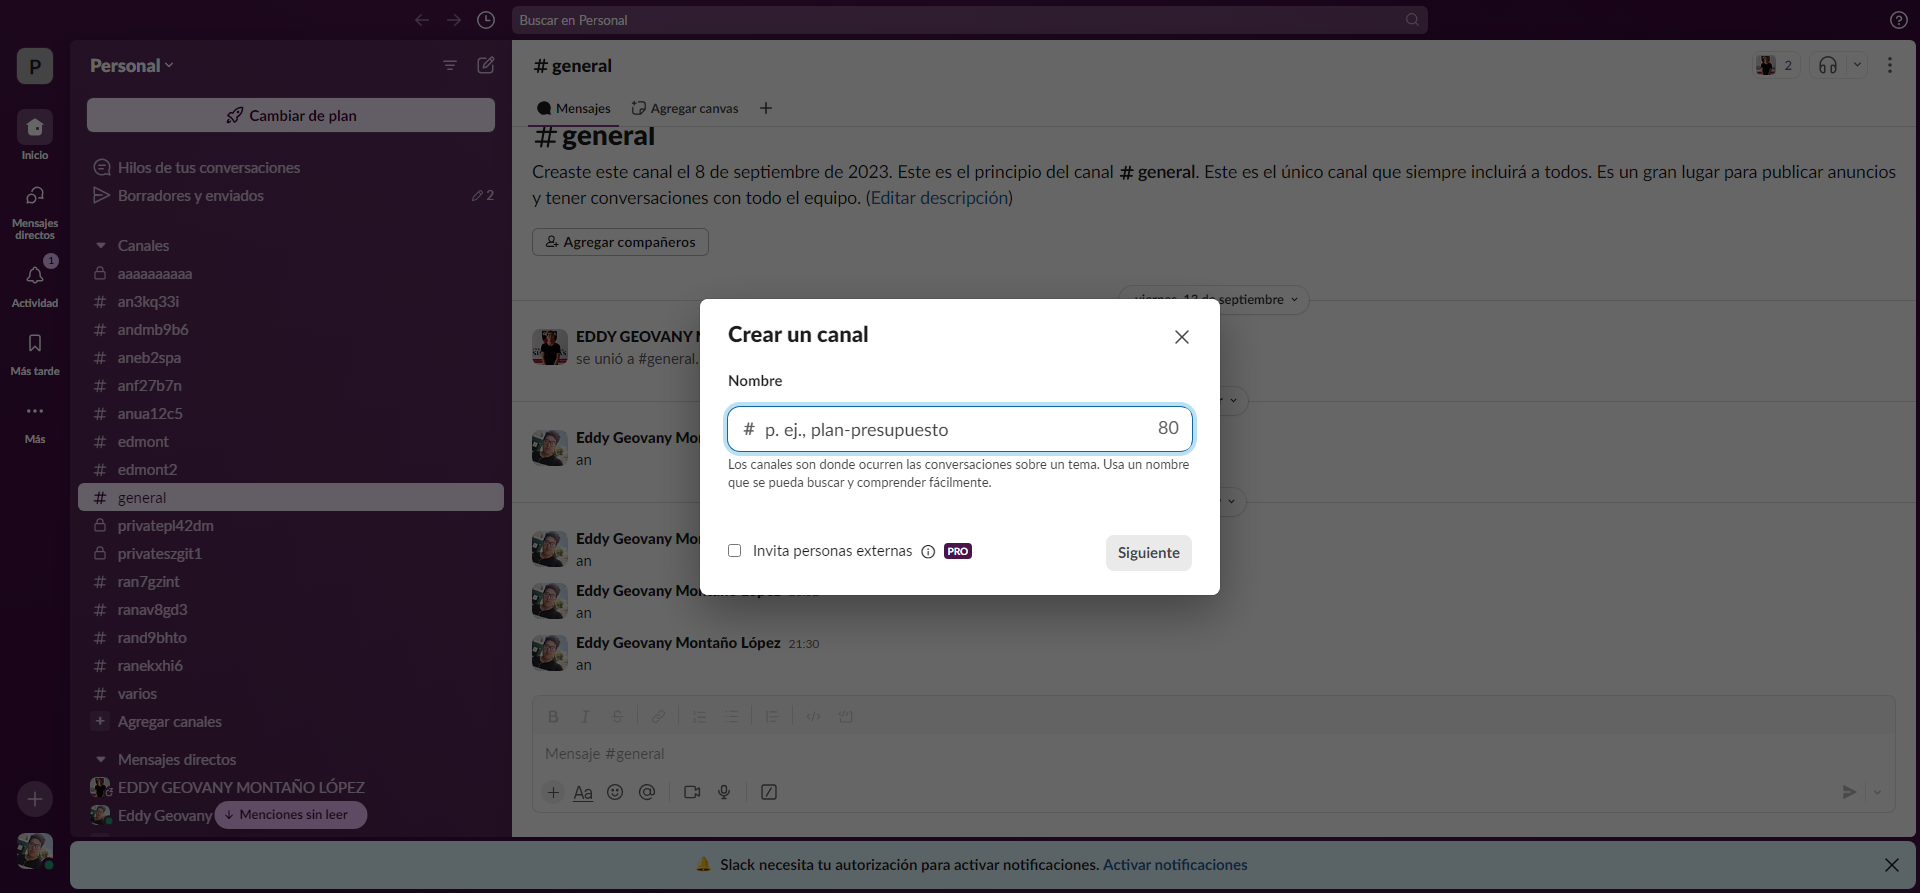 Buscar en Personal
P
Inicio
Mensajes
directos
1
Actividad
Más tarde
Más
Personal
Cambiar de plan
Hilos de tus conversaciones
Borradores y enviados 2
Canales
aaaaaaaaaa
# an3kq33i
# andmb9b6
# aneb2spa
# anf27b7n
# anua12c5
# edmont
# edmont2
# general
privatepl42dm
privateszgit1
# ran7gzint
# ranav8gd3
# rand9bhto
# ranekxhi6
# varios
+ Agregar canales
Mensajes directos
EDDY GEOVANY MONTAÑO LÓPEZ
Eddy Geovany
↓ Menciones sin leer
# general
2
Mensajes
Agregar canvas
# general
Creaste este canal el 8 de septiembre de 2023. Este es el principio del canal # general. Este es el único canal que siempre incluirá a todos. Es un gran lugar para publicar anuncios
y tener conversaciones con todo el equipo. (Editar descripción)
Agregar compañeros
viernes, 13 de septiembre
EDDY GEOVANY
se unió a #general.
Eddy Geovany
an
Eddy Geovany
an
Eddy Geovany Montaño López
an
Eddy Geovany Montaño López 21:30
an
Crear un canal
Nombre
# p. ej., plan-presupuesto 80
Los canales son donde ocurren las conversaciones sobre un tema. Usa un nombre
que se pueda buscar y comprender fácilmente.
Invita personas externas PRO
Siguiente
B I S
Mensaje #general
+ Aa @
Slack necesita tu autorización para activar notificaciones. Activar notificaciones